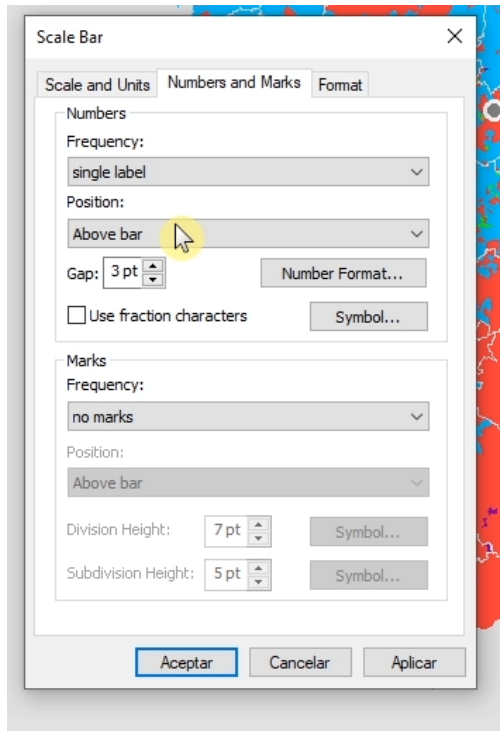 Scale Bar
Scale and Units Numbers and Marks Format
Numbers
Frequency:
single label
Position:
Above bar
Gap: 3 pt Number Format...
Use fraction characters Symbol...
Marks
Frequency:
no marks
Position:
Above bar
Division Height: 7 pt Symbol...
Subdivision Height: 5 pt Symbol...
Aceptar Cancelar Aplicar